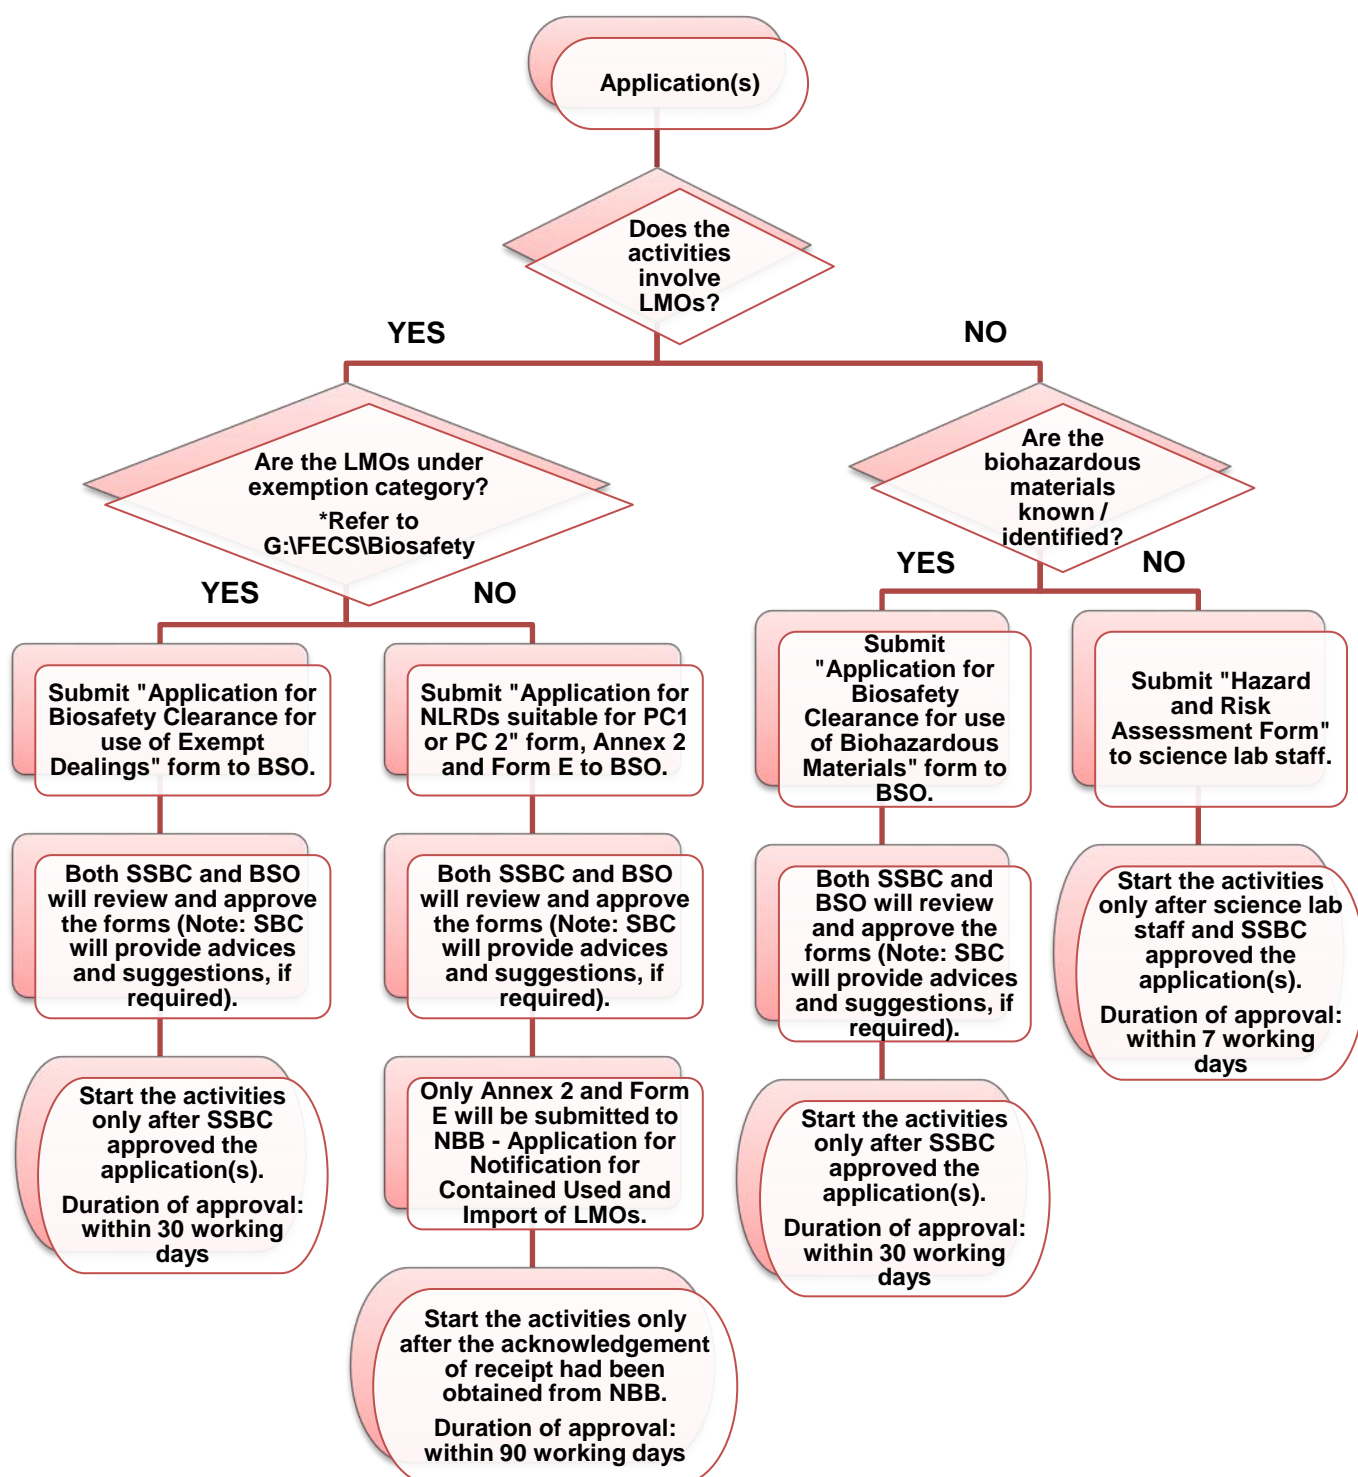 Application(s)
Does the
activities
involve
LMOs?
YES
NO
Are the LMOs under
exemption category?
*Refer to
G:\FECS\Biosafety
Are the
biohazardous
materials
known /
identified?
YES
NO
YES
NO
Submit "Application for
Biosafety Clearance for
use of Exempt
Dealings" form to BSO.
Submit "Application for
NLRDs suitable for PC1
or PC 2" form, Annex 2
and Form E to BSO.
Submit
"Application for
Biosafety
Clearance for use
of Biohazardous
Materials" form to
BSO.
Submit "Hazard
and Risk
Assessment Form"
to science lab staff.
Both SSBC and BSO
will review and approve
the forms (Note: SBC
will provide advices
and suggestions, if
required).
Both SSBC and BSO
will review and approve
the forms (Note: SBC
will provide advices
and suggestions, if
required).
Both SSBC and
BSO will review
and approve the
forms (Note: SBC
will provide advices
and suggestions, if
required).
Start the activities
only after science lab
staff and SSBC
approved the
application(s).
Duration of approval:
within 7 working
days
Start the activities
only after SSBC
approved the
application(s).
Duration of approval:
within 30 working
days
Only Annex 2 and Form
E will be submitted to
NBB - Application for
Notification for
Contained Used and
Import of LMOs.
Start the activities
only after SSBC
approved the
application(s).
Duration of approval:
within 30 working
days
Start the activities only
after the acknowledgement
of receipt had been
obtained from NBB.
Duration of approval:
within 90 working days